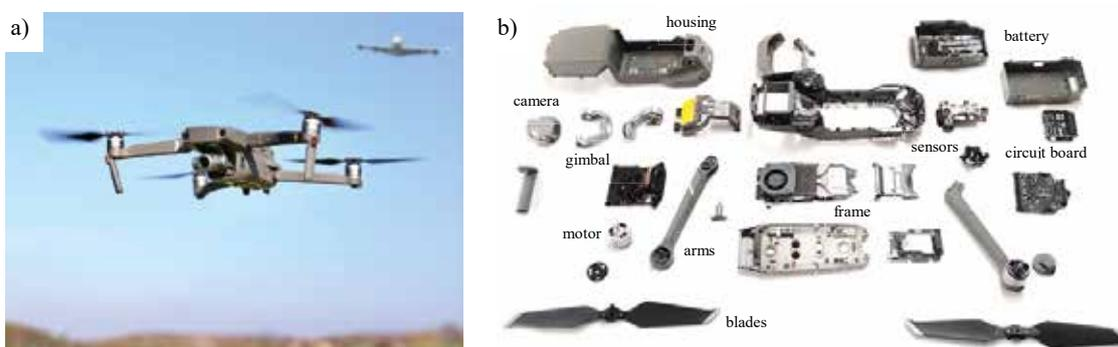 a)
b)
housing
battery
camera
sensors
circuit board
gimbal
frame
motor
arms
blades